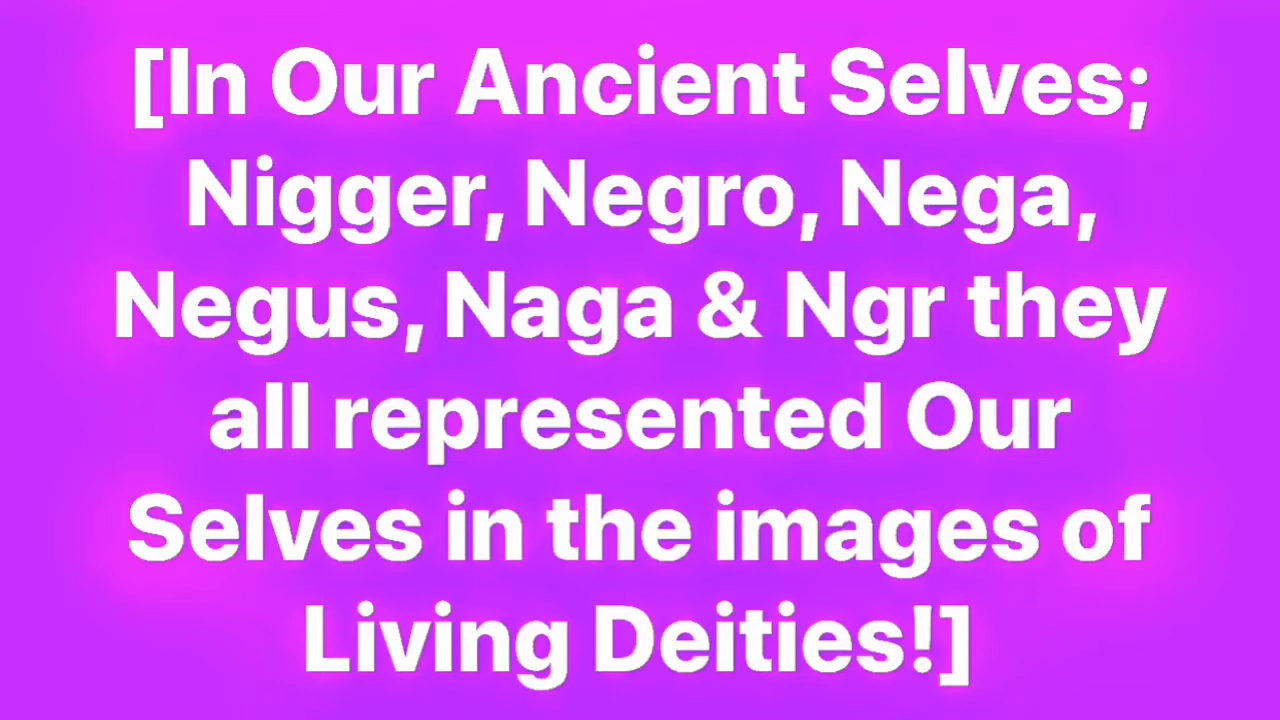 [In Our Ancient Selves;
Nigger, Negro, Nega,
Negus, Naga & Ngr they
all represented Our
Selves in the images of
Living Deities!]